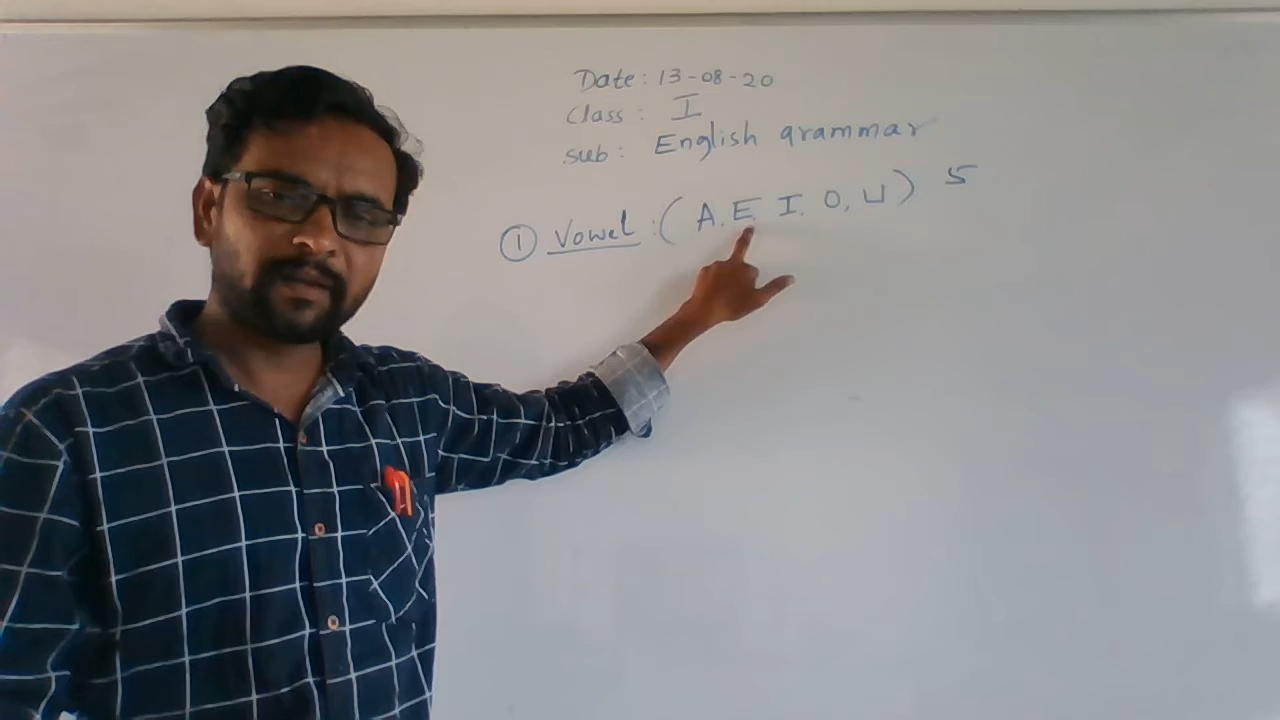 Date: 13-08-20
Class: I
sub: English grammar
① Vowel: (A, E, I, O, U) 5